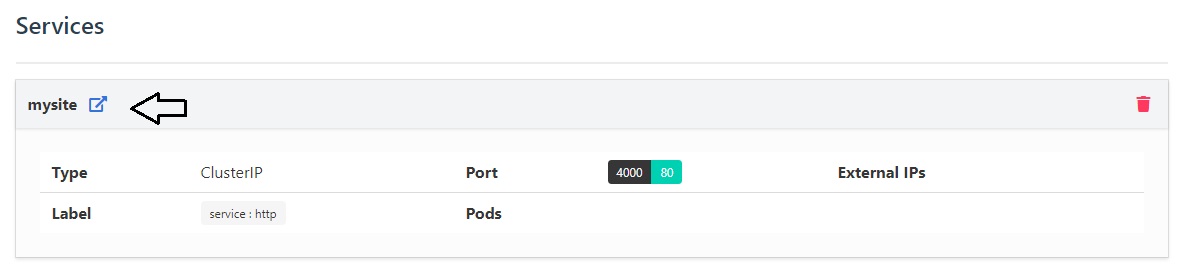 Services
mysite
Type ClusterIP Port 4000 80 External IPs
Label service : http Pods